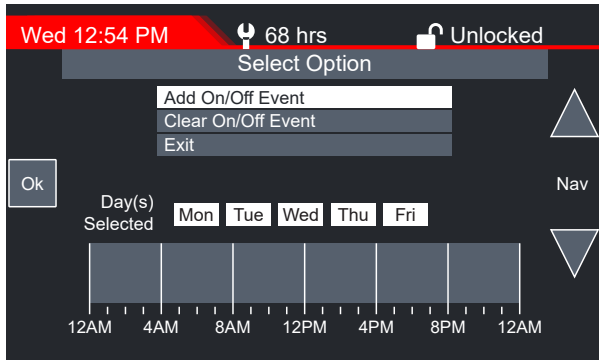 Wed 12:54 PM 68 hrs Unlocked
Select Option
Add On/Off Event
Clear On/Off Event
Exit
Ok
Nav
Day(s)
Selected
Mon Tue Wed Thu Fri
12AM 4AM 8AM 12PM 4PM 8PM 12AM